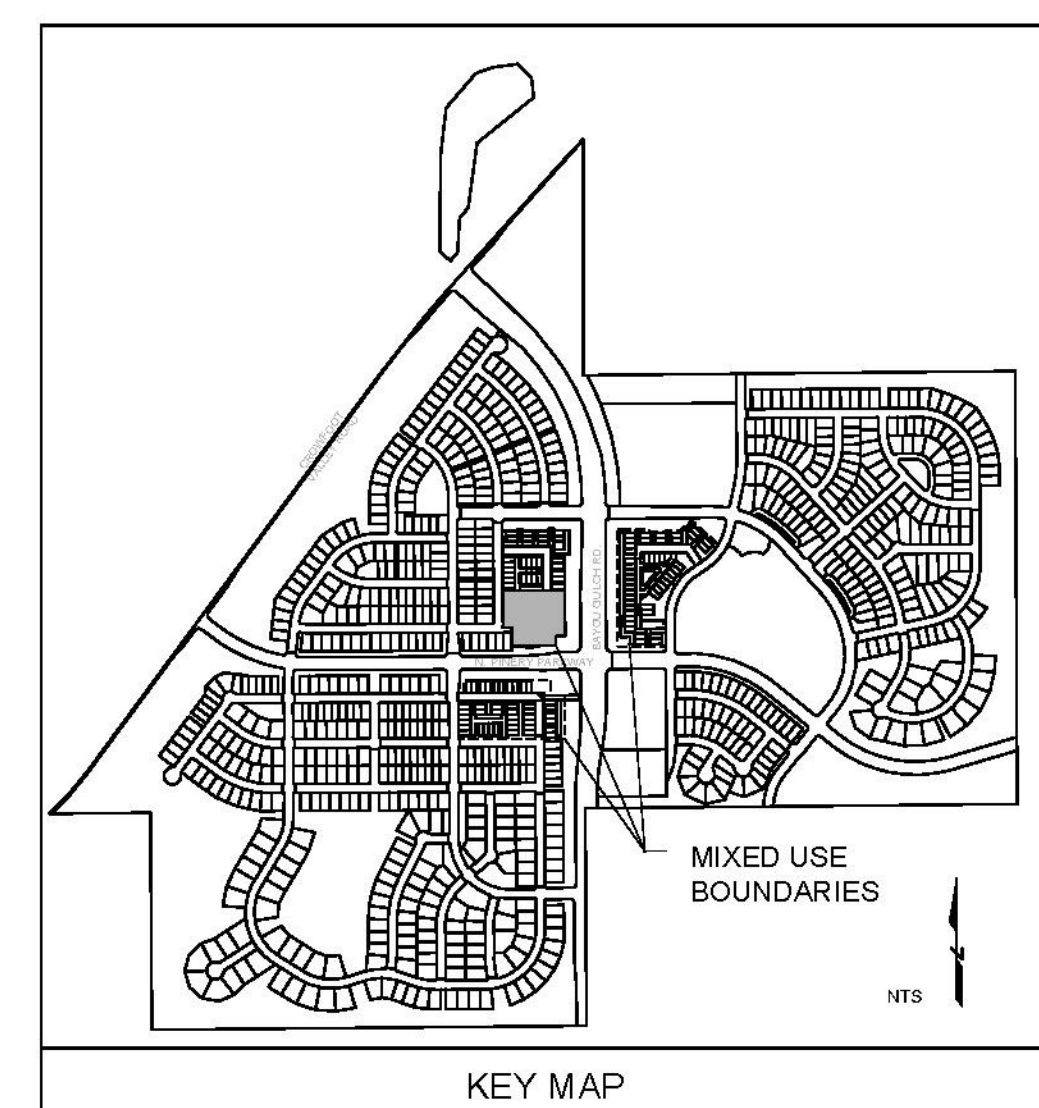 CROWFOOT
VALLEY ROAD
BAYOU GULCH RD.
N. PINERY PARKWAY
MIXED USE
BOUNDARIES
NTS
KEY MAP